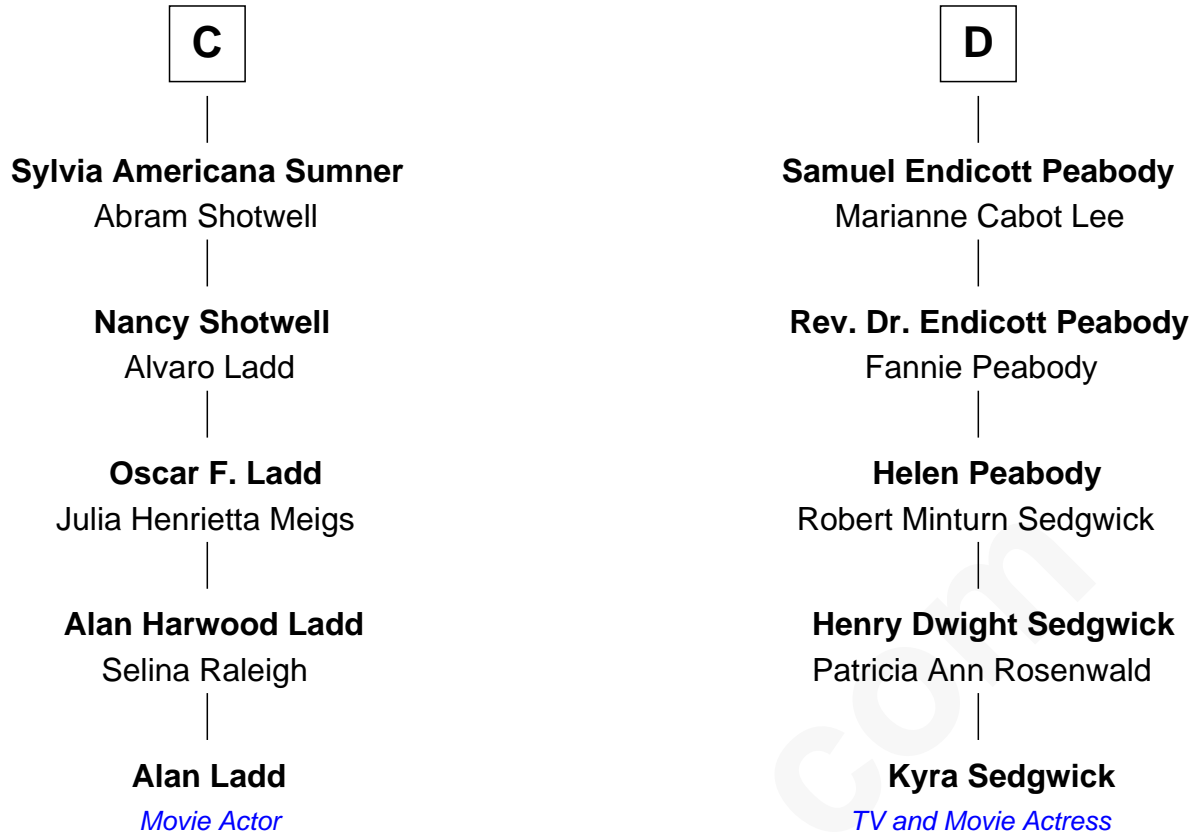 C
Sylvia Americana Sumner
Abram Shotwell
Nancy Shotwell
Alvaro Ladd
Oscar F. Ladd
Julia Henrietta Meigs
Alan Harwood Ladd
Selina Raleigh
Alan Ladd
Movie Actor
D
Samuel Endicott Peabody
Marianne Cabot Lee
Rev. Dr. Endicott Peabody
Fannie Peabody
Helen Peabody
Robert Minturn Sedgwick
Henry Dwight Sedgwick
Patricia Ann Rosenwald
Kyra Sedgwick
TV and Movie Actress
com